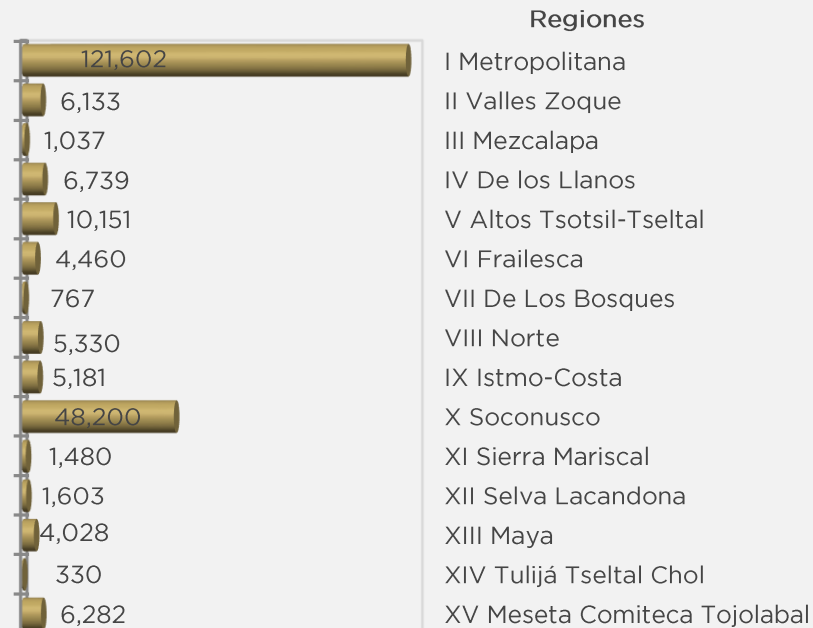 Regiones
121,602 I Metropolitana
6,133 II Valles Zoque
1,037 III Mezcalapa
6,739 IV De los Llanos
10,151 V Altos Tsotsil-Tseltal
4,460 VI Frailesca
767 VII De Los Bosques
5,330 VIII Norte
5,181 IX Istmo-Costa
48,200 X Soconusco
1,480 XI Sierra Mariscal
1,603 XII Selva Lacandona
4,028 XIII Maya
330 XIV Tulijá Tseltal Chol
6,282 XV Meseta Comiteca Tojolabal